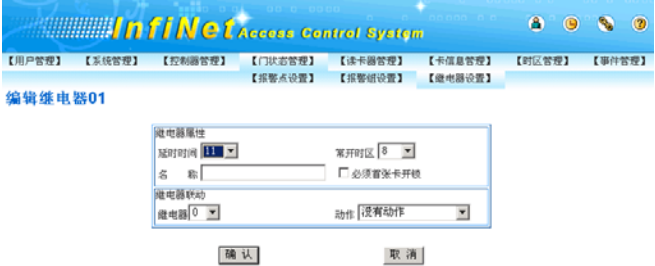 InfiNet Access Control System
【用户管理】 【系统管理】 【控制器管理】 【门状态管理】 【读卡器管理】 【卡信息管理】 【时区管理】 【事件管理】
【报警点设置】 【报警组设置】 【继电器设置】
编辑继电器01
继电器属性
延时时间 11 常开时区 8
名 称 必须首张卡开锁
继电器联动
继电器 0 动作 没有动作
确 认 取 消